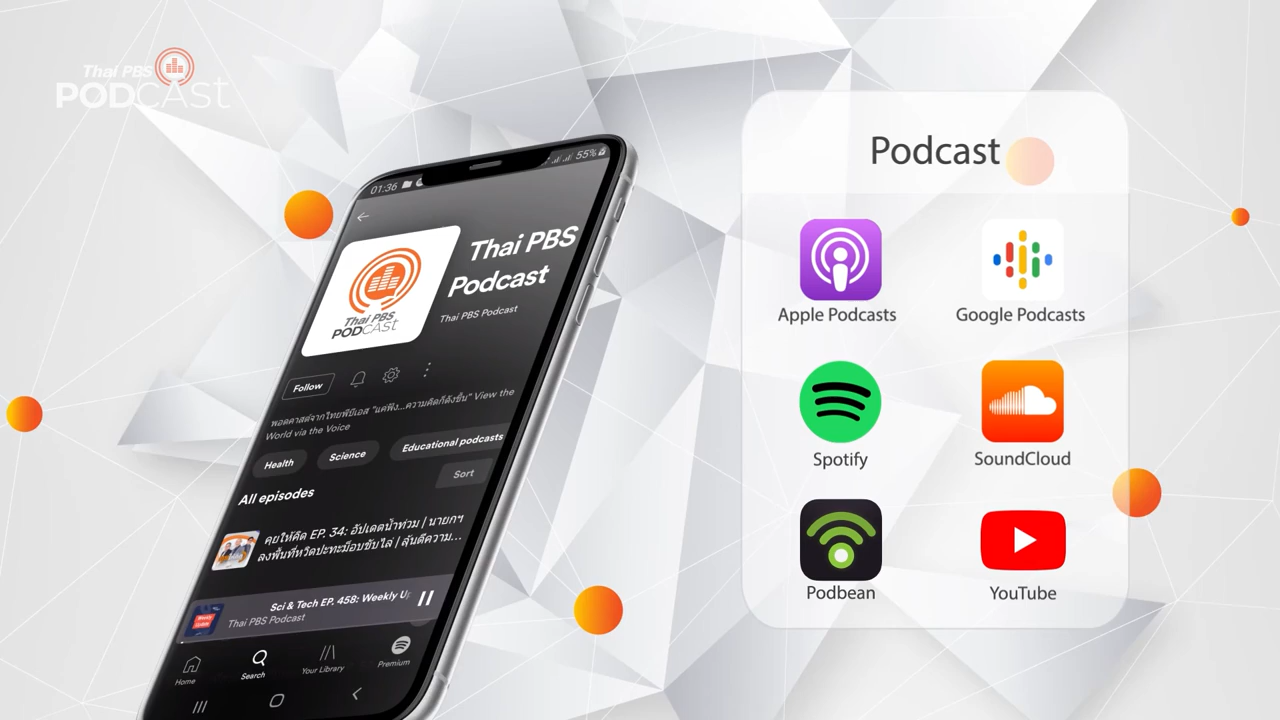 Thai PBS
PODCAST
01:36
55%
Thai PBS
Podcast
Thai PBS Podcast
Thai PBS
PODCAST
Follow
พอดคาสต์จากไทยพีบีเอส "แค่ฟัง...ความคิดก็ดังขึ้น" View the
World via the Voice
Health
Science
Educational podcasts
Sort
All episodes
คุยให้คิด EP. 34: อัปเดตน้ำท่วม | นายกฯ
ลงพื้นที่หวัดปะทะม็อบขับไล่ | ลุ้นตีความ...
Sci & Tech EP. 458: Weekly Up
Thai PBS Podcast
Weekly
Update
Home
Search
Your Library
Premium
Podcast
Apple Podcasts
Google Podcasts
Spotify
SoundCloud
Podbean
YouTube